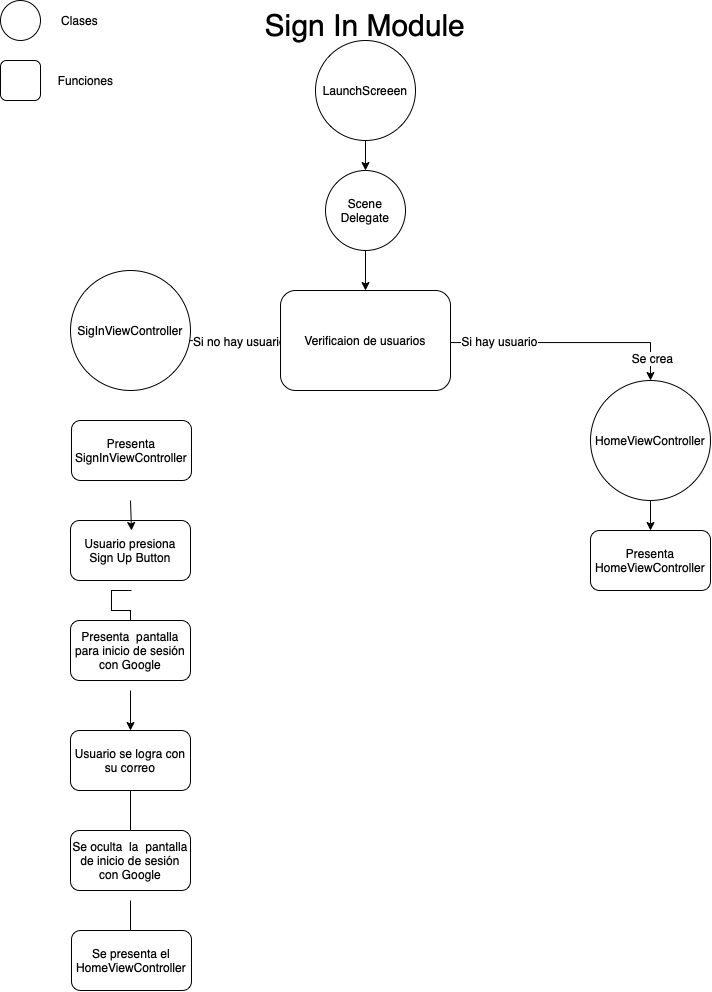 Sign In Module
Clases
Funciones
LaunchScreeen
Scene
Delegate
SigInViewController
Si no hay usuari
Verificaion de usuarios
Si hay usuario
Se crea
HomeViewController
Presenta
HomeViewController
Presenta
SignInViewController
Usuario presiona
Sign Up Button
Presenta pantalla
para inicio de sesión
con Google
Usuario se logra con
su correo
Se oculta la pantalla
de inicio de sesión
con Google
Se presenta el
HomeViewController